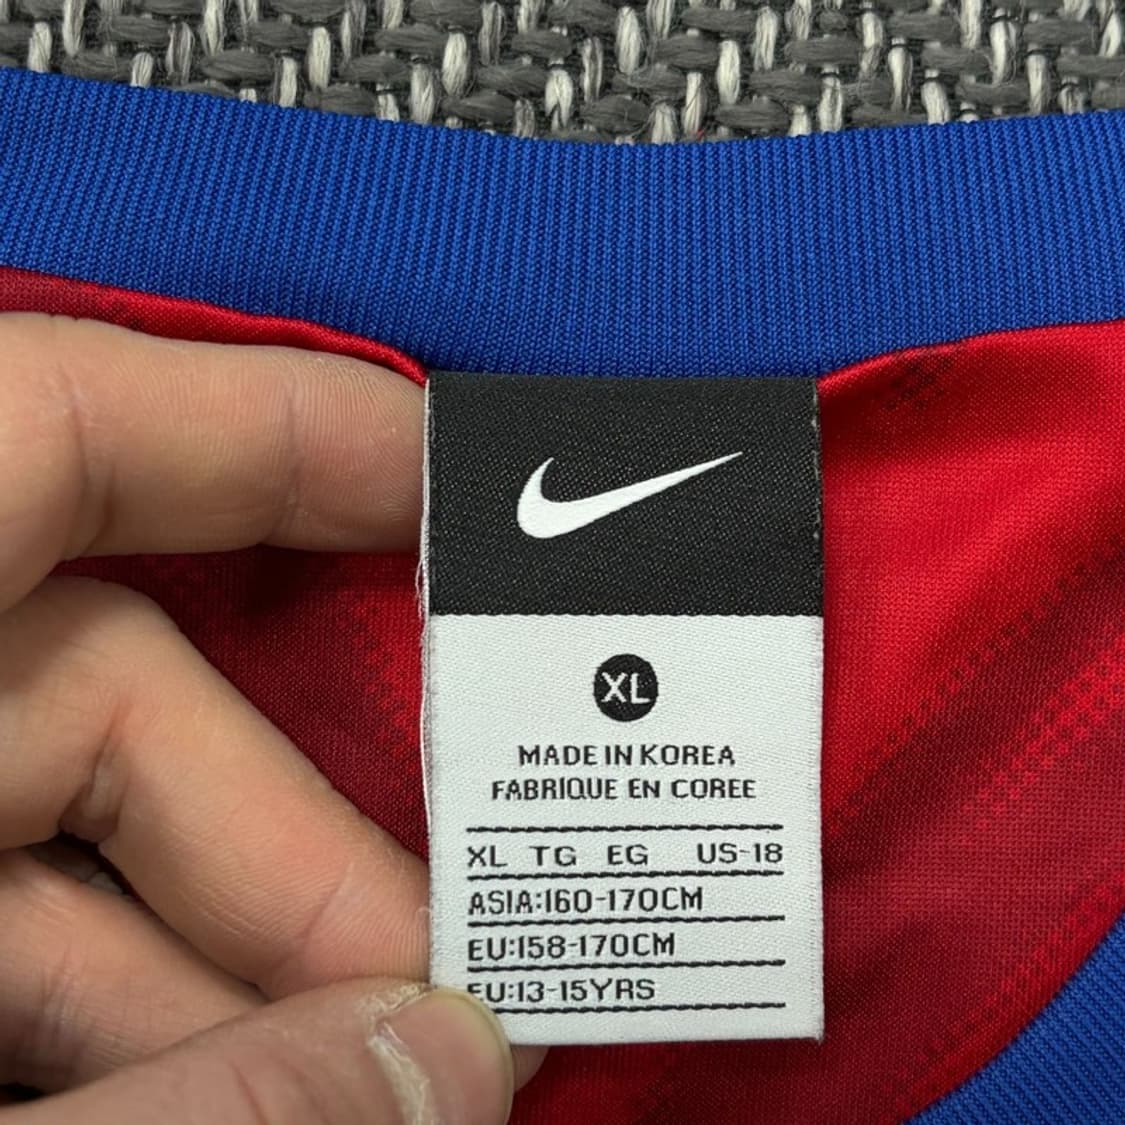 XL
MADE IN KOREA
FABRIQUE EN COREE
XL TG EG US-18
ASIA:160-170CM
EU:158-170CM
EU:13-15YRS